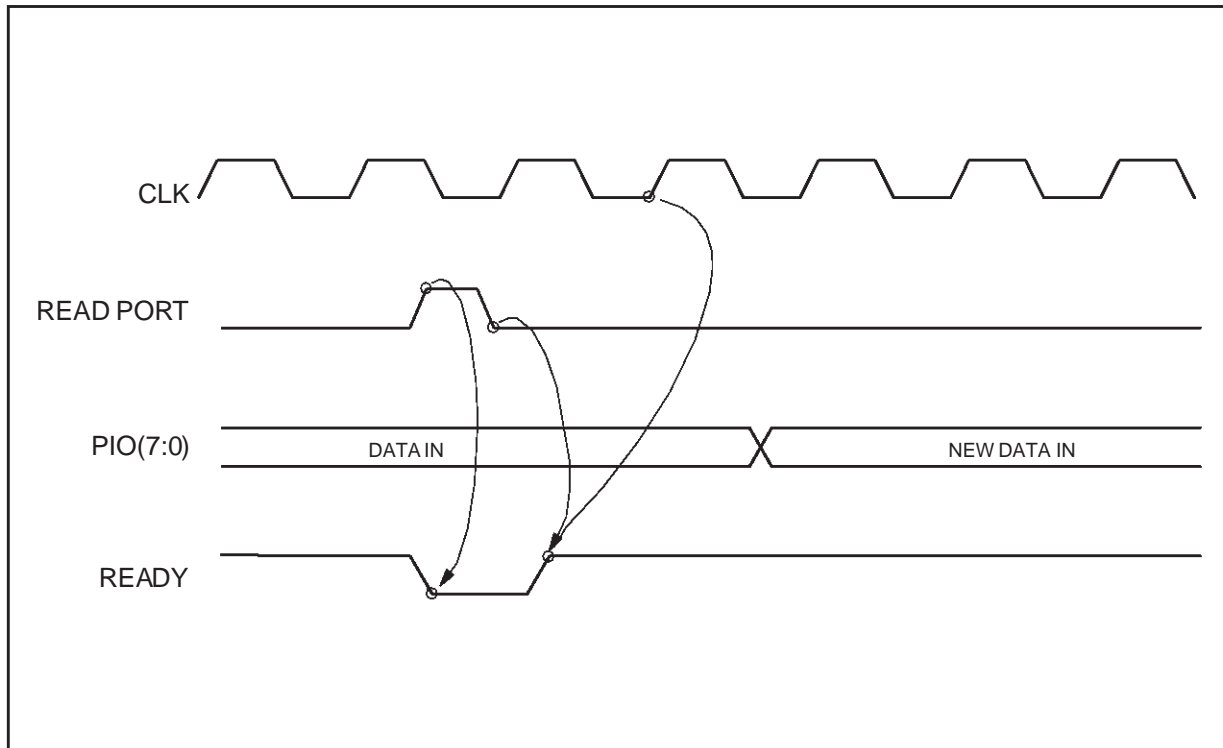 CLK
READ PORT
PIO(7:0)
DATA IN
NEW DATA IN
READY